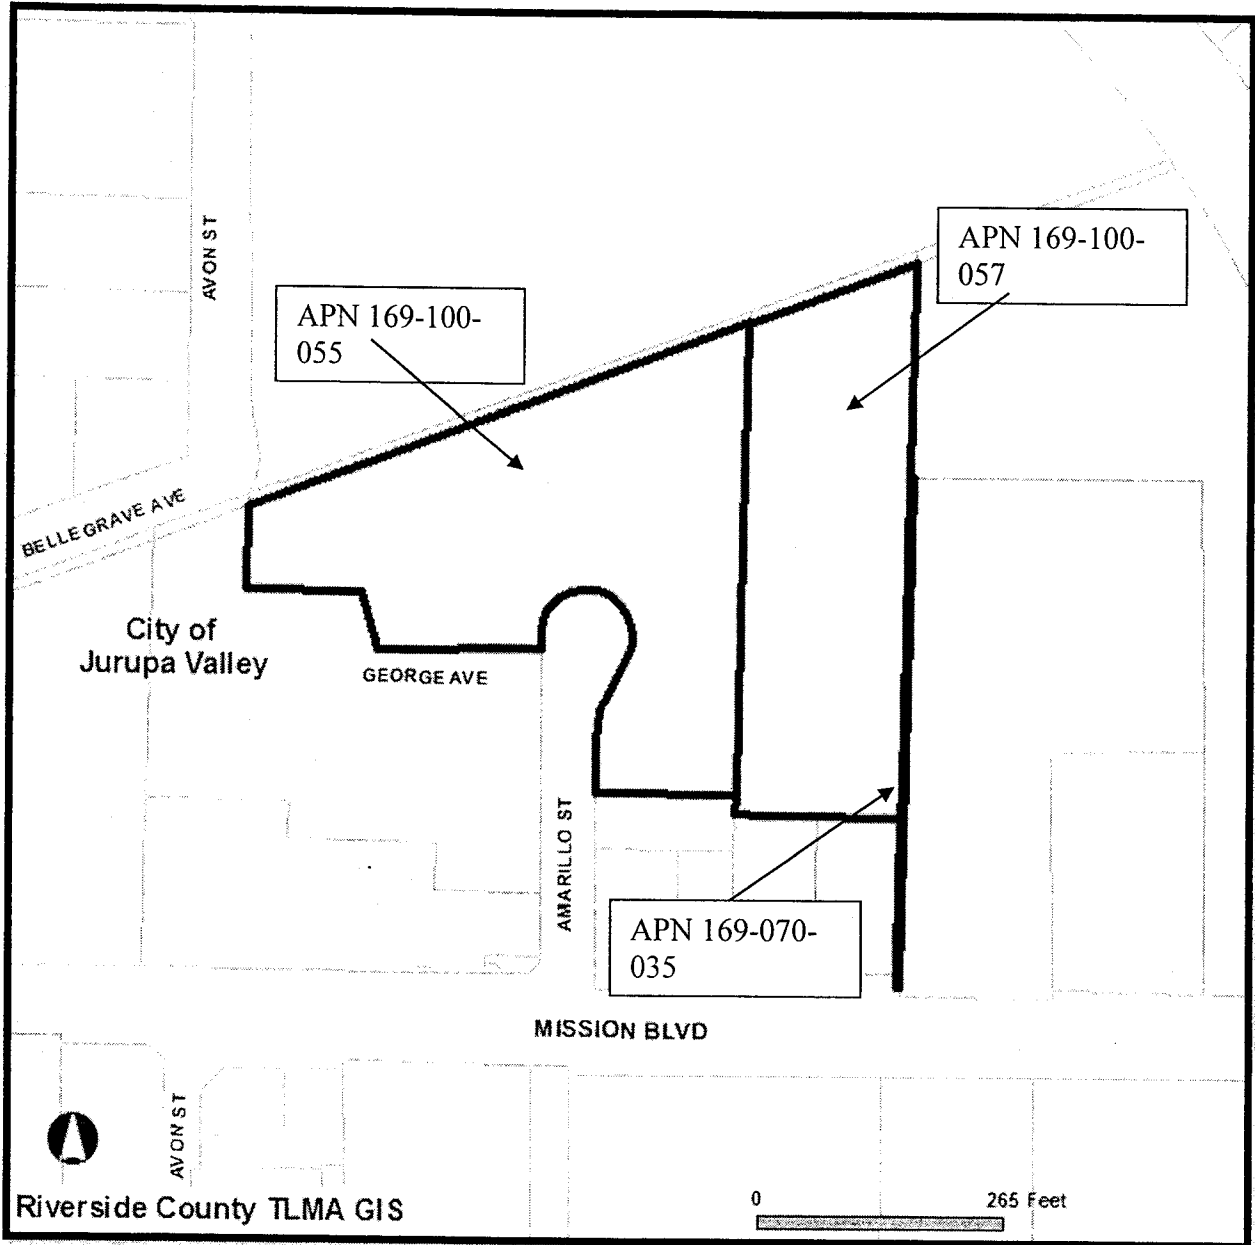 AVON ST
APN 169-100-
057
APN 169-100-
055
BELLEGRAVE AVE
City of
Jurupa Valley
GEORGE AVE
AMARILLO ST
APN 169-070-
035
MISSION BLVD
AVON ST
Riverside County TLMA GIS
0
265 Feet